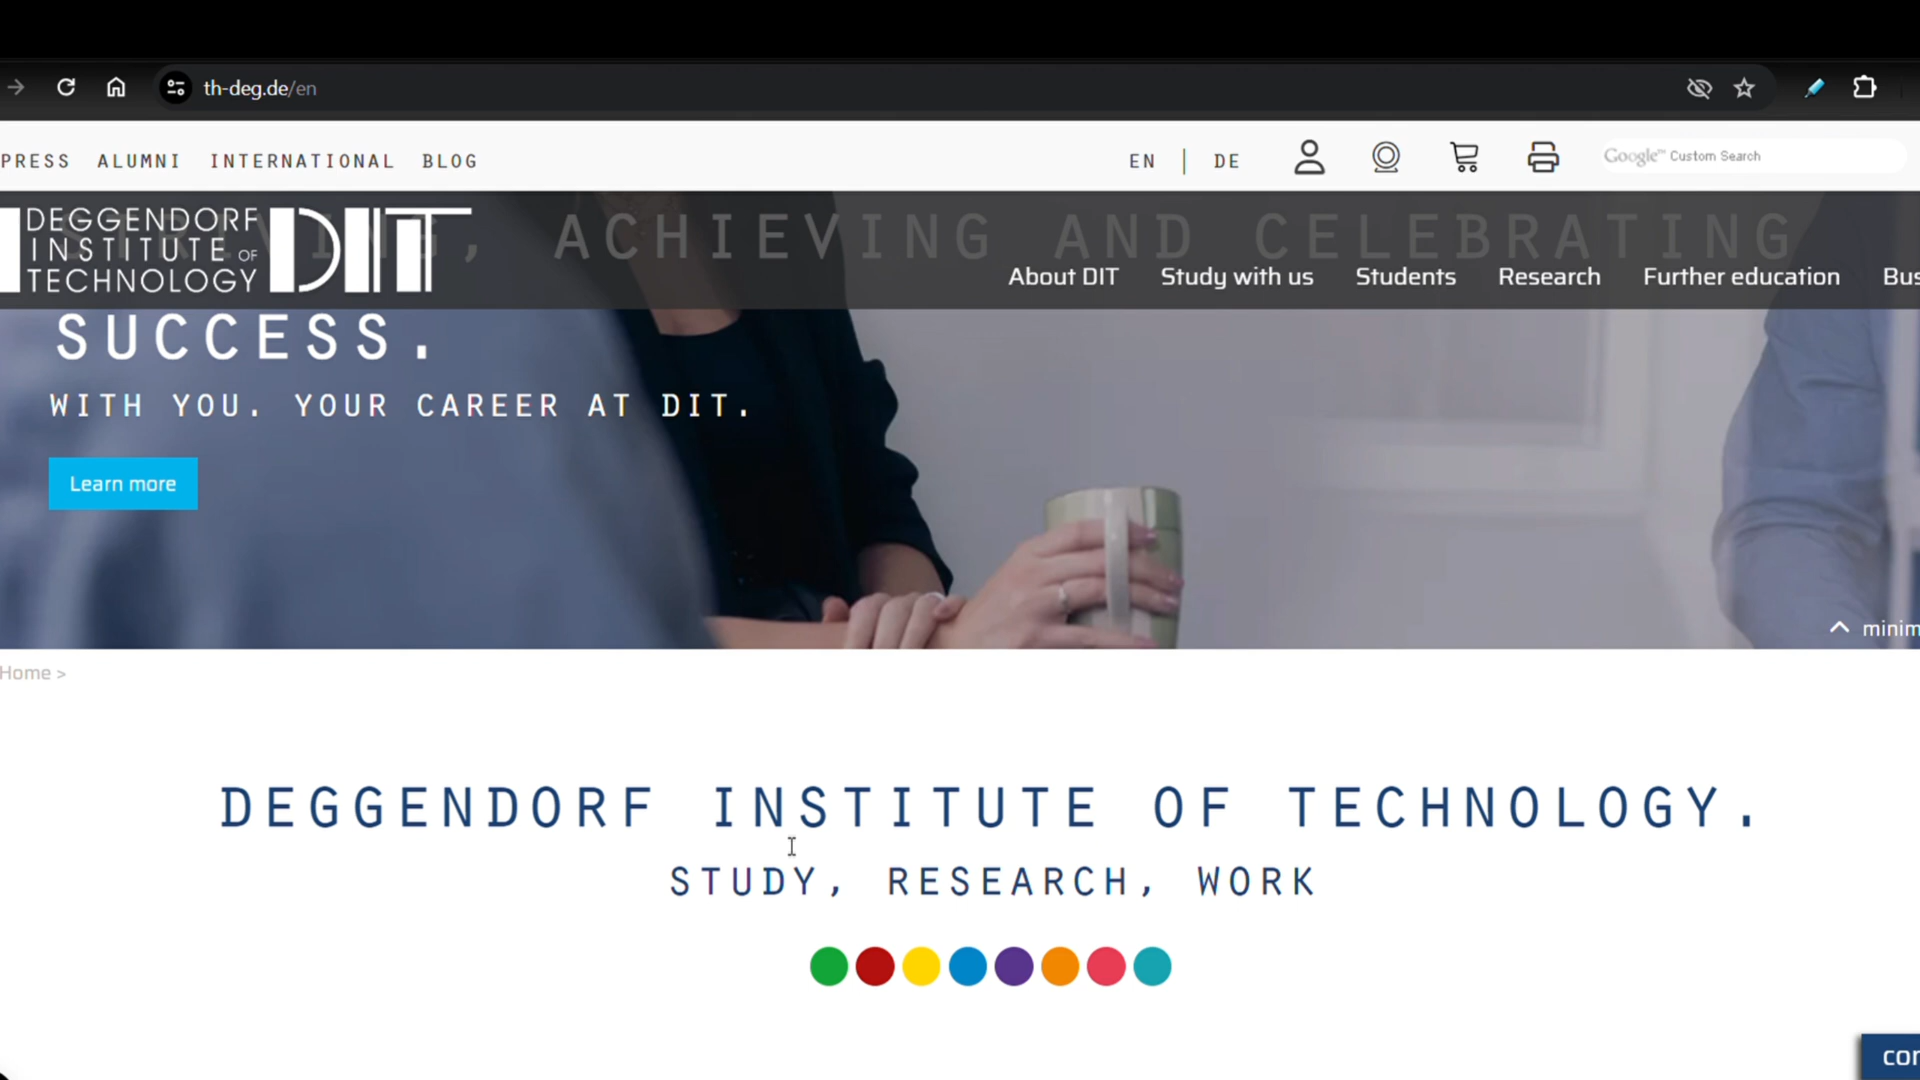 th-deg.de/en
PRESS ALUMNI INTERNATIONAL BLOG
EN | DE
Google™ Custom Search
DEGGENDORF
INSTITUTE OF
TECHNOLOGY
DIT
, ACHIEVING AND CELEBRATING
About DIT Study with us Students Research Further education
SUCCESS.
WITH YOU. YOUR CAREER AT DIT.
Learn more
Home >
DEGGENDORF INSTITUTE OF TECHNOLOGY.
STUDY, RESEARCH, WORK